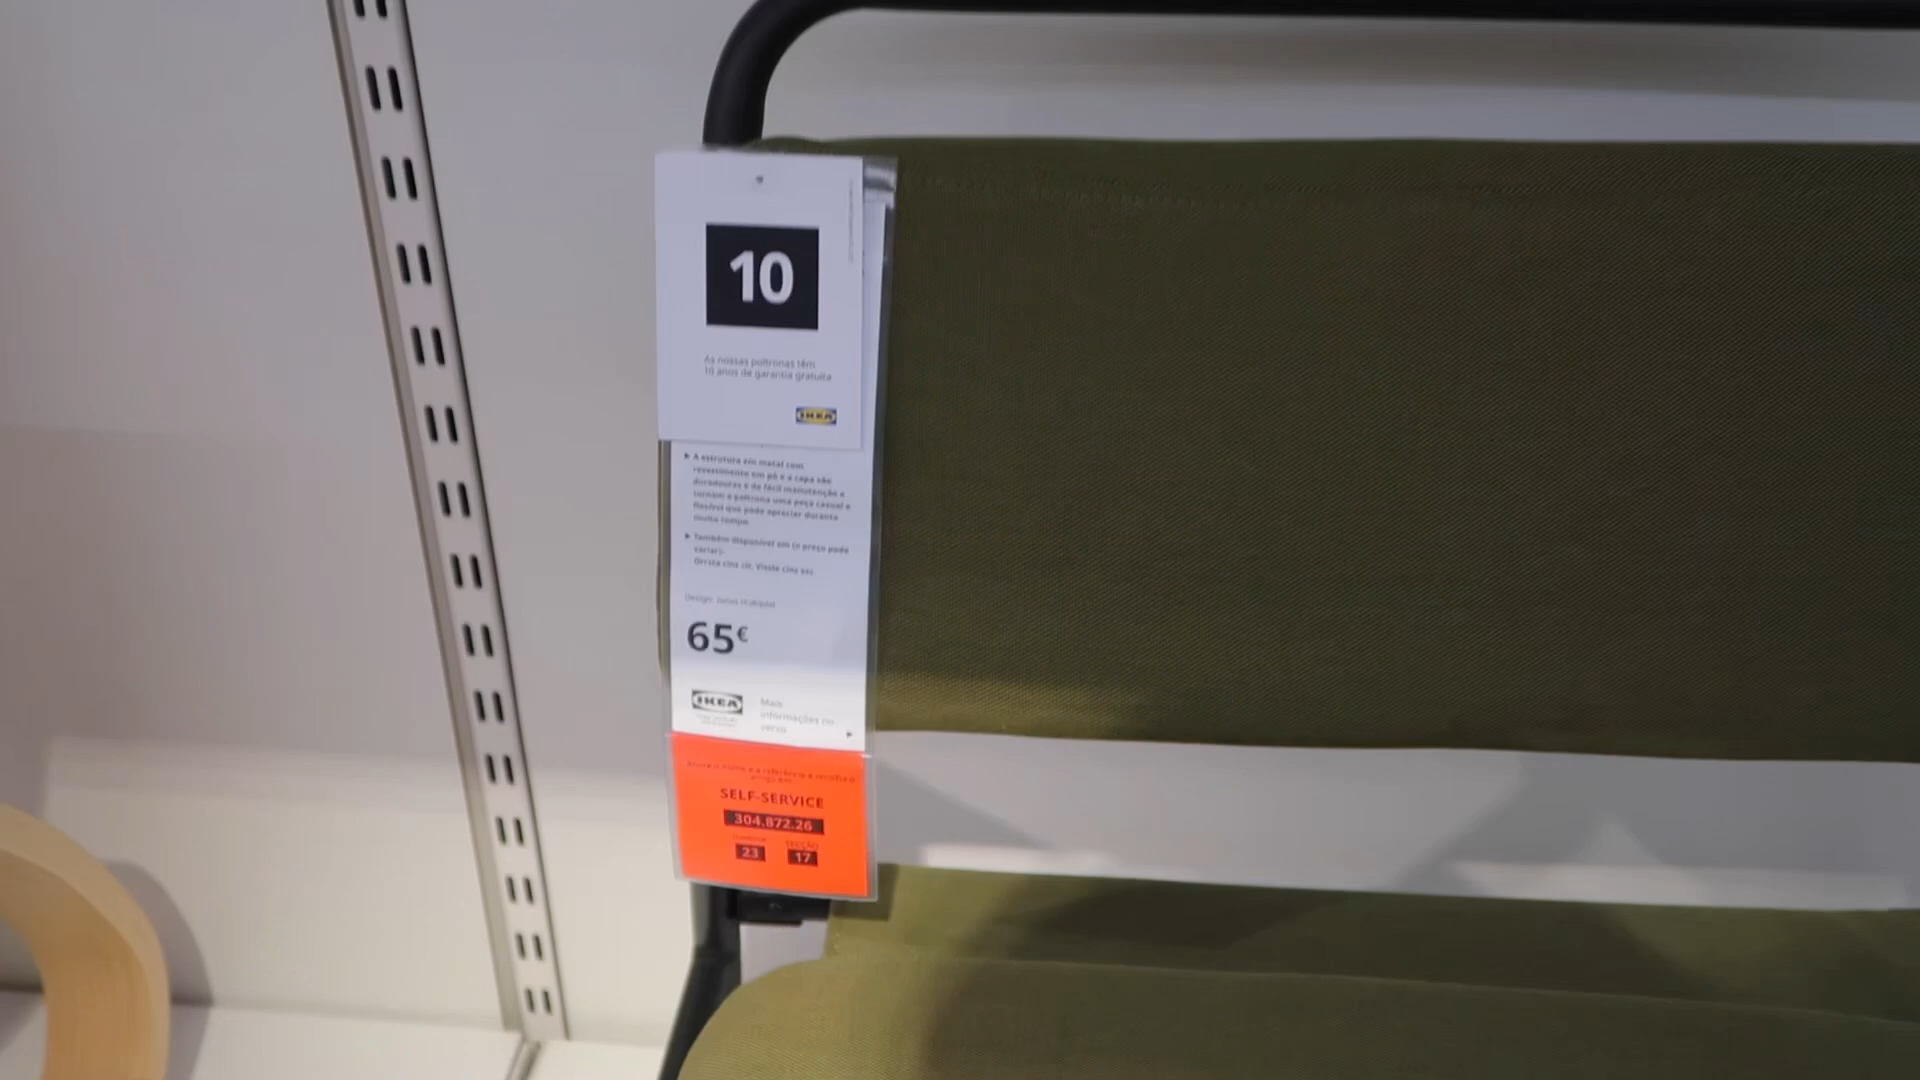 10
As nossas poltronas têm
10 anos de garantia gratuita
IKEA
▶ A estrutura em metal com
revestimento em pó e a capa são
duradouras e de fácil manutenção e
tornam a poltrona uma peça casual e
flexível que pode apreciar durante
muito tempo.
▶ Também disponível em (o preço pode
variar):
65€
IKEA
Mais
informações no
verso
SELF-SERVICE
304.872.26
SECÇÃO
23 17